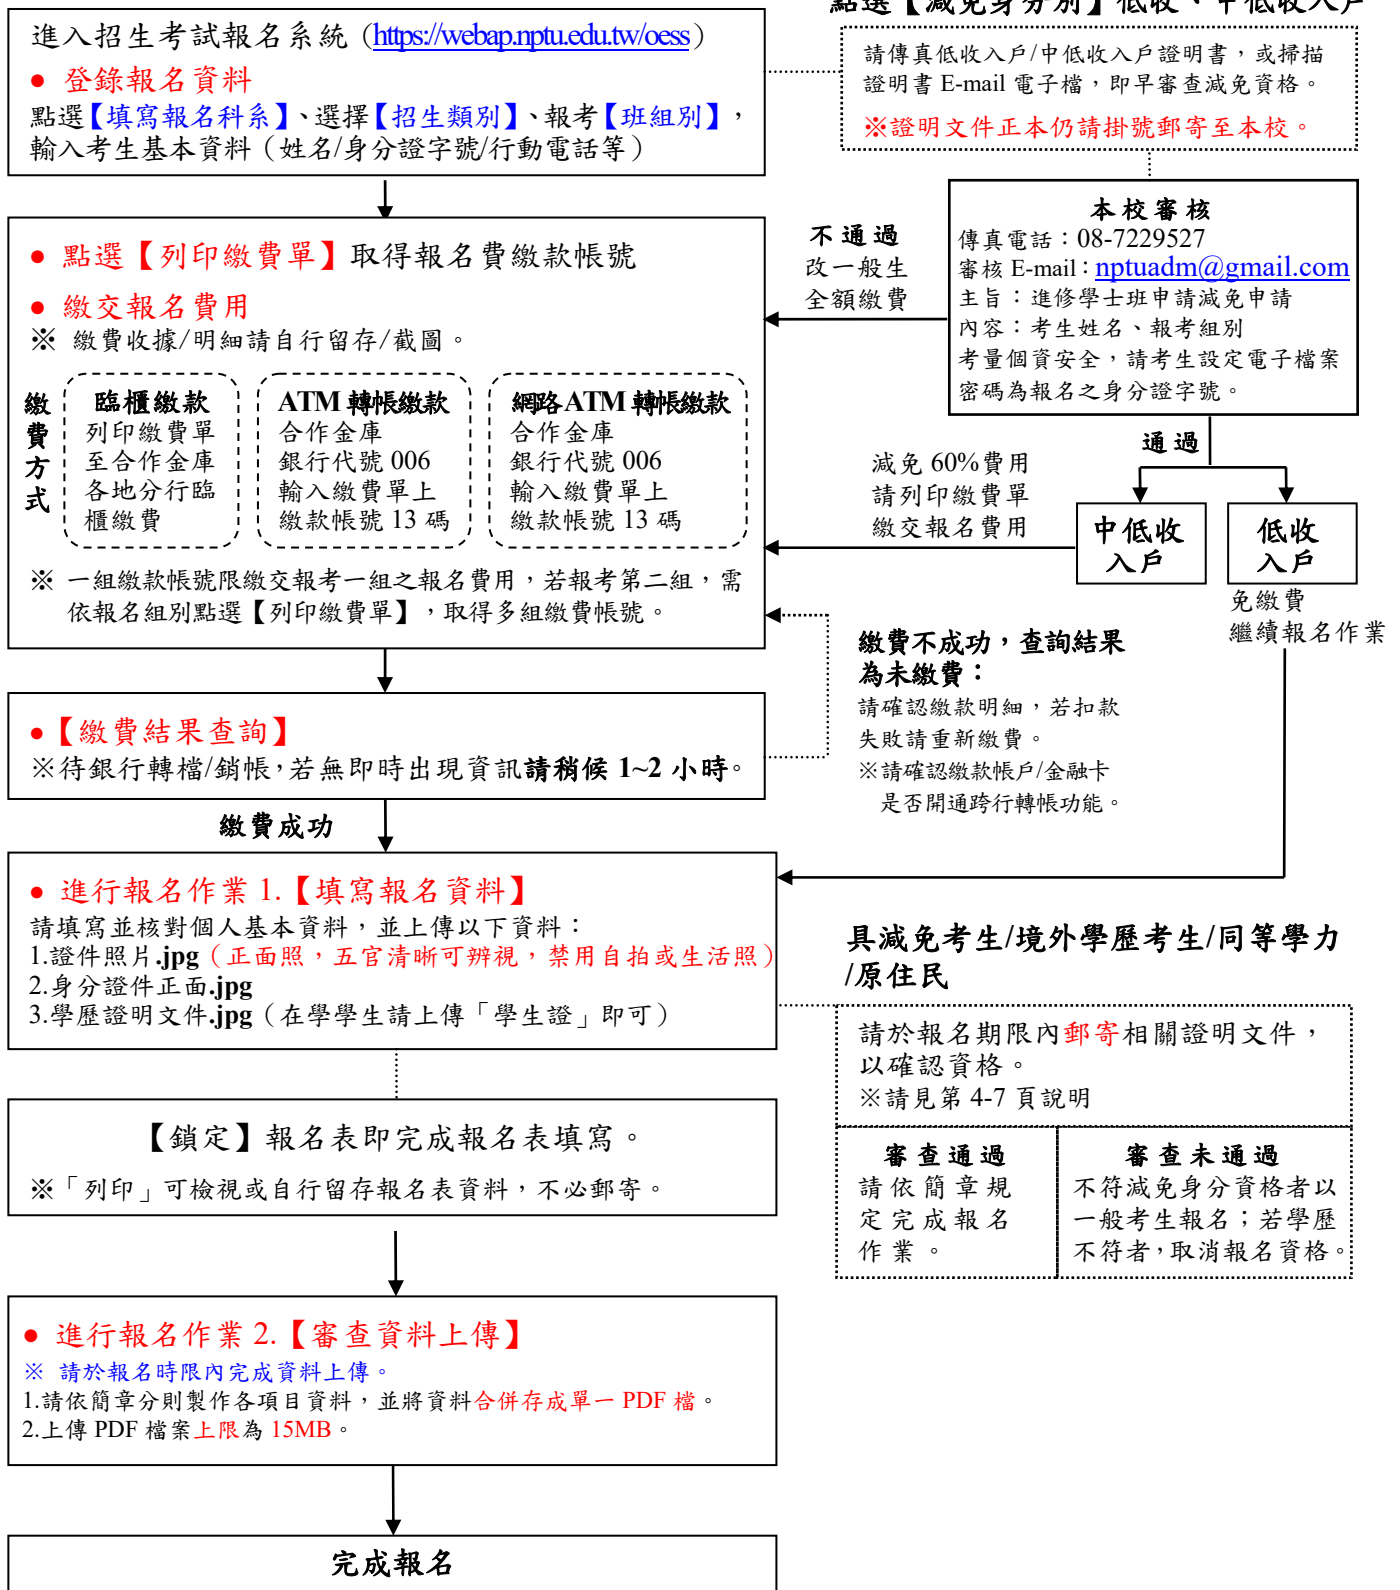 點選【減免身分別】低收、中低收入戶
進入招生考試報名系統 (https://webap.nptu.edu.tw/oess)
● 登錄報名資料
點選【填寫報名科系】、選擇【招生類別】、報考【班組別】，
輸入考生基本資料（姓名/身分證字號/行動電話等）
請傳真低收入戶/中低收入戶證明書，或掃描
證明書 E-mail 電子檔，即早審查減免資格。
※證明文件正本仍請掛號郵寄至本校。
本校審核
傳真電話：08-7229527
審核 E-mail：nptuadm@gmail.com
主旨：進修學士班申請減免申請
內容：考生姓名、報考組別
考量個資安全，請考生設定電子檔案
密碼為報名之身分證字號。
不通過
改一般生
全額繳費
● 點選【列印繳費單】取得報名費繳款帳號
● 繳交報名費用
※ 繳費收據/明細請自行留存/截圖。
繳費方式
臨櫃繳款
列印繳費單
至合作金庫
各地分行臨
櫃繳費
ATM 轉帳繳款
合作金庫
銀行代號 006
輸入繳費單上
繳款帳號 13 碼
網路 ATM 轉帳繳款
合作金庫
銀行代號 006
輸入繳費單上
繳款帳號 13 碼
※ 一組繳款帳號限繳交報考一組之報名費用，若報考第二組，需
依報名組別點選【列印繳費單】，取得多組繳費帳號。
通過
減免 60%費用
請列印繳費單
繳交報名費用
中低收
入戶
低收
入戶
免繳費
繼續報名作業
繳費不成功，查詢結果
為未繳費：
請確認繳款明細，若扣款
失敗請重新繳費。
※請確認繳款帳戶/金融卡
是否開通跨行轉帳功能。
●【繳費結果查詢】
※待銀行轉檔/銷帳，若無即時出現資訊請稍候 1~2 小時。
繳費成功
● 進行報名作業 1.【填寫報名資料】
請填寫並核對個人基本資料，並上傳以下資料：
1.證件照片.jpg（正面照，五官清晰可辨視，禁用自拍或生活照）
2.身分證件正面.jpg
3.學歷證明文件.jpg（在學學生請上傳「學生證」即可）
具減免考生/境外學歷考生/同等學力
/原住民
請於報名期限內郵寄相關證明文件，
以確認資格。
※請見第 4-7 頁說明
審查通過
請依簡章規
定完成報名
作業。
審查未通過
不符減免身分資格者以
一般考生報名；若學歷
不符者，取消報名資格。
【鎖定】報名表即完成報名表填寫。
※「列印」可檢視或自行留存報名表資料，不必郵寄。
● 進行報名作業 2.【審查資料上傳】
※ 請於報名時限內完成資料上傳。
1.請依簡章分則製作各項目資料，並將資料合併存成單一 PDF 檔。
2.上傳 PDF 檔案上限為 15MB。
完成報名